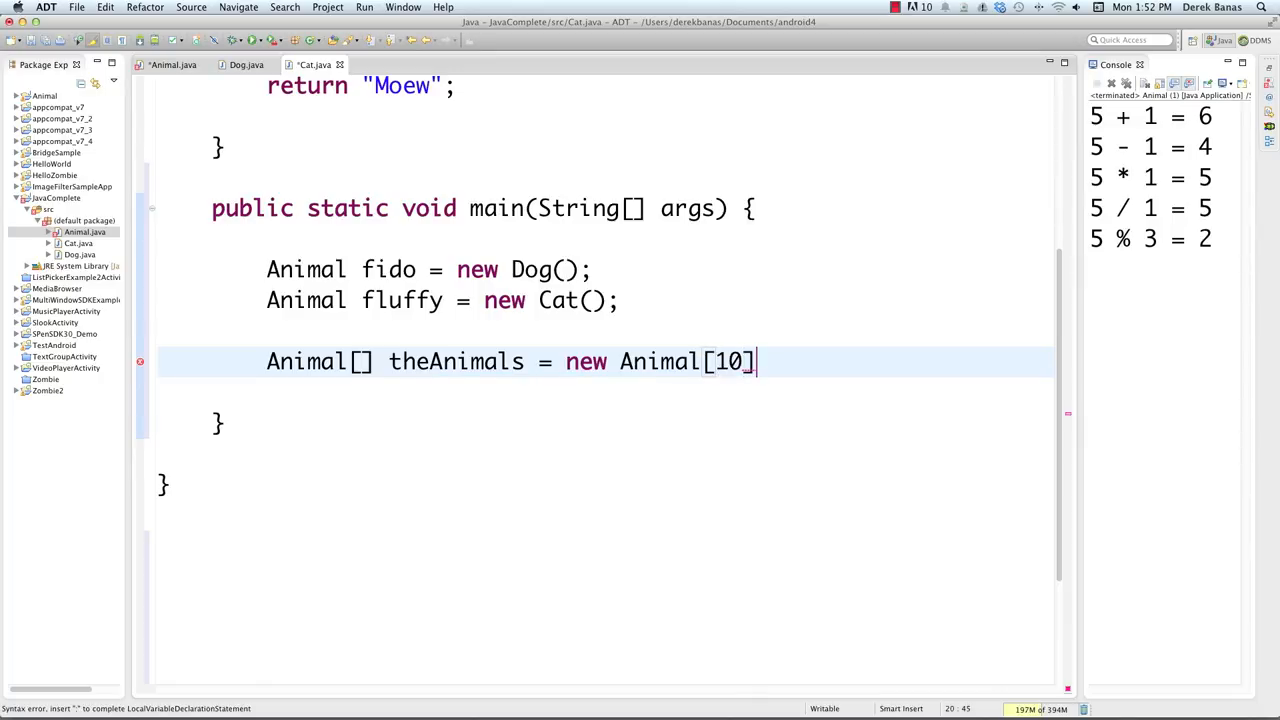 ADT File Edit Refactor Source Navigate Search Project Run Window Help 10 Mon 1:52 PM Derek Banas
Java - JavaComplete/src/Cat.java - ADT - /Users/derekbanas/Documents/android4
Quick Access Java DDMS
Package Exp
*Animal.java Dog.java *Cat.java
Console
<terminated> Animal (1) [Java Application] /S
Animal
appcompat_v7
appcompat_v7_2
appcompat_v7_3
appcompat_v7_4
BridgeSample
HelloWorld
HelloZombie
ImageFilterSampleApp
JavaComplete
src
(default package)
Animal.java
Cat.java
Dog.java
JRE System Library [Ja
ListPickerExample2Activi
MediaBrowser
MultiWindowSDKExample
MusicPlayerActivity
SlookActivity
SPenSDK30_Demo
TestAndroid
TextGroupActivity
VideoPlayerActivity
Zombie
Zombie2
return "Moew";
}
public static void main(String[] args) {
Animal fido = new Dog();
Animal fluffy = new Cat();
Animal[] theAnimals = new Animal[10]
}
}
5 + 1 = 6
5 - 1 = 4
5 * 1 = 5
5 / 1 = 5
5 % 3 = 2
Syntax error, insert ";" to complete LocalVariableDeclarationStatement
Writable Smart Insert 20 : 45 197M of 394M